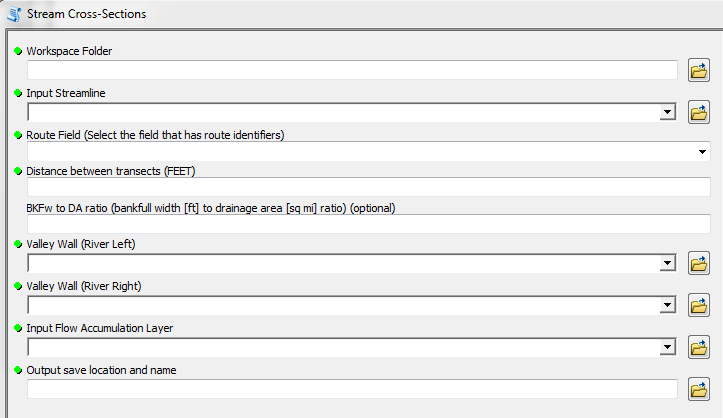 Stream Cross-Sections
Workspace Folder
Input Streamline
Route Field (Select the field that has route identifiers)
Distance between transects (FEET)
BKFw to DA ratio (bankfull width [ft] to drainage area [sq mi] ratio) (optional)
Valley Wall (River Left)
Valley Wall (River Right)
Input Flow Accumulation Layer
Output save location and name